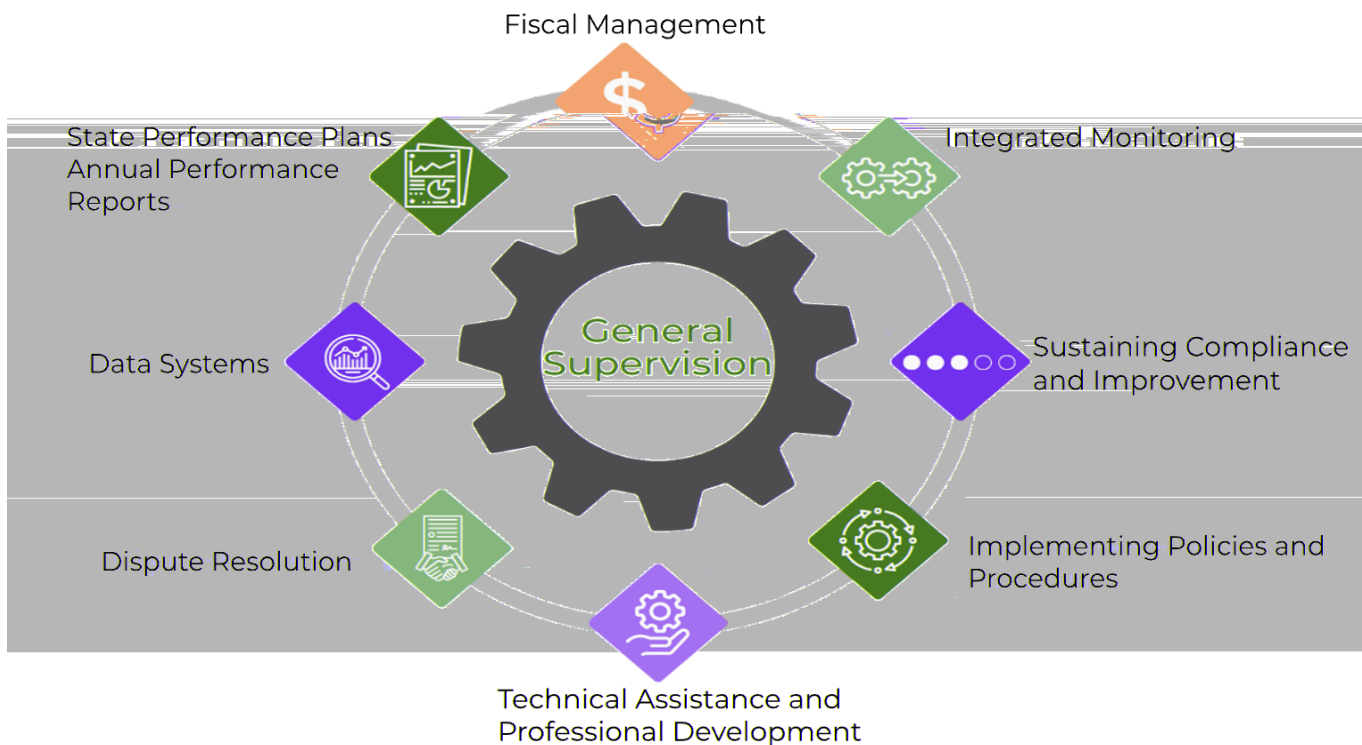 Fiscal Management
State Performance Plans
Annual Performance
Reports
Integrated Monitoring
General
Supervision
Data Systems
Sustaining Compliance
and Improvement
Dispute Resolution
Implementing Policies and
Procedures
Technical Assistance and
Professional Development
$